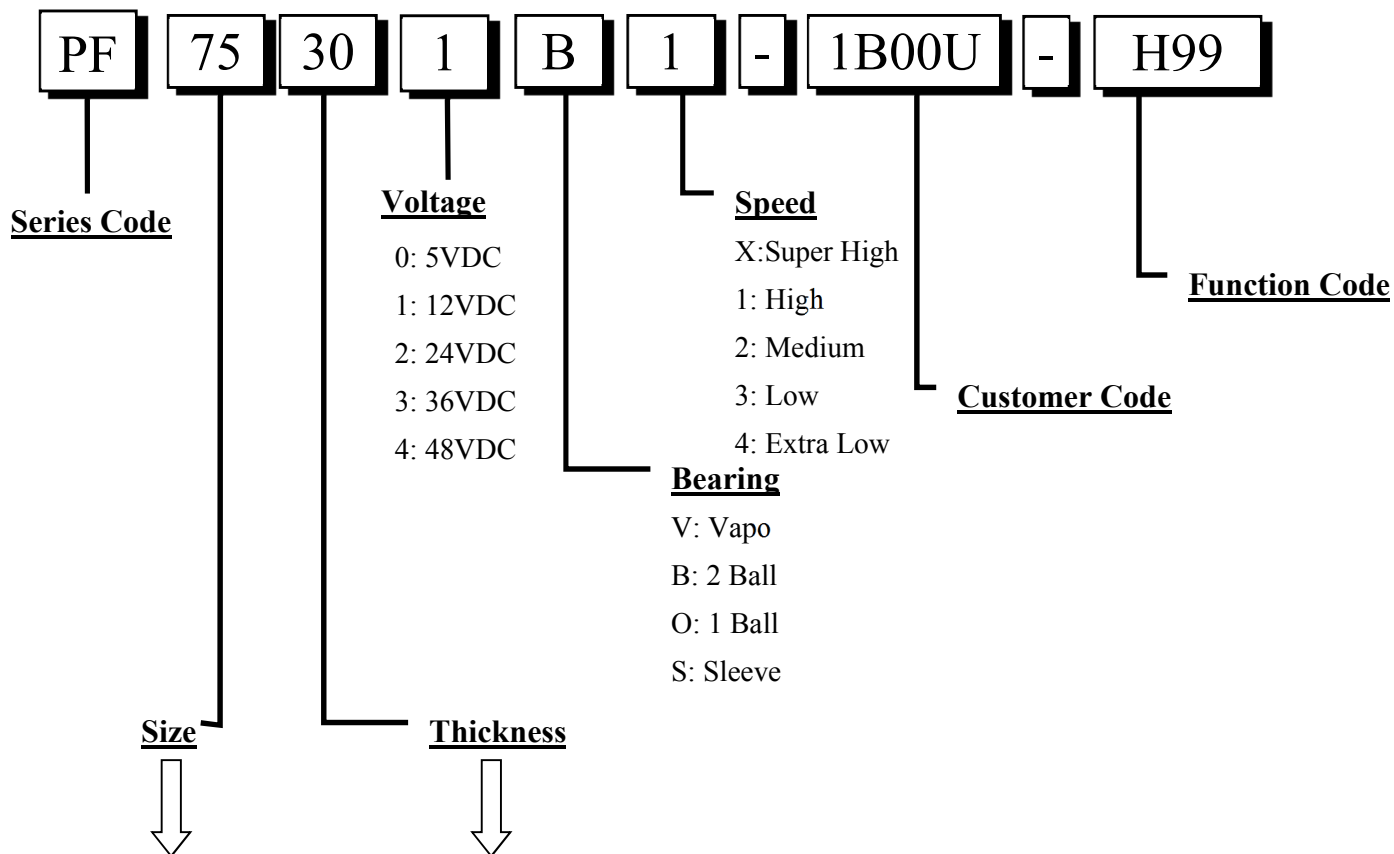 PF 75 30 1 B 1 - 1B00U - H99
Series Code
Voltage
0: 5VDC
1: 12VDC
2: 24VDC
3: 36VDC
4: 48VDC
Speed
X:Super High
1: High
2: Medium
3: Low
4: Extra Low
Function Code
Customer Code
Bearing
V: Vapo
B: 2 Ball
O: 1 Ball
S: Sleeve
Size
Thickness